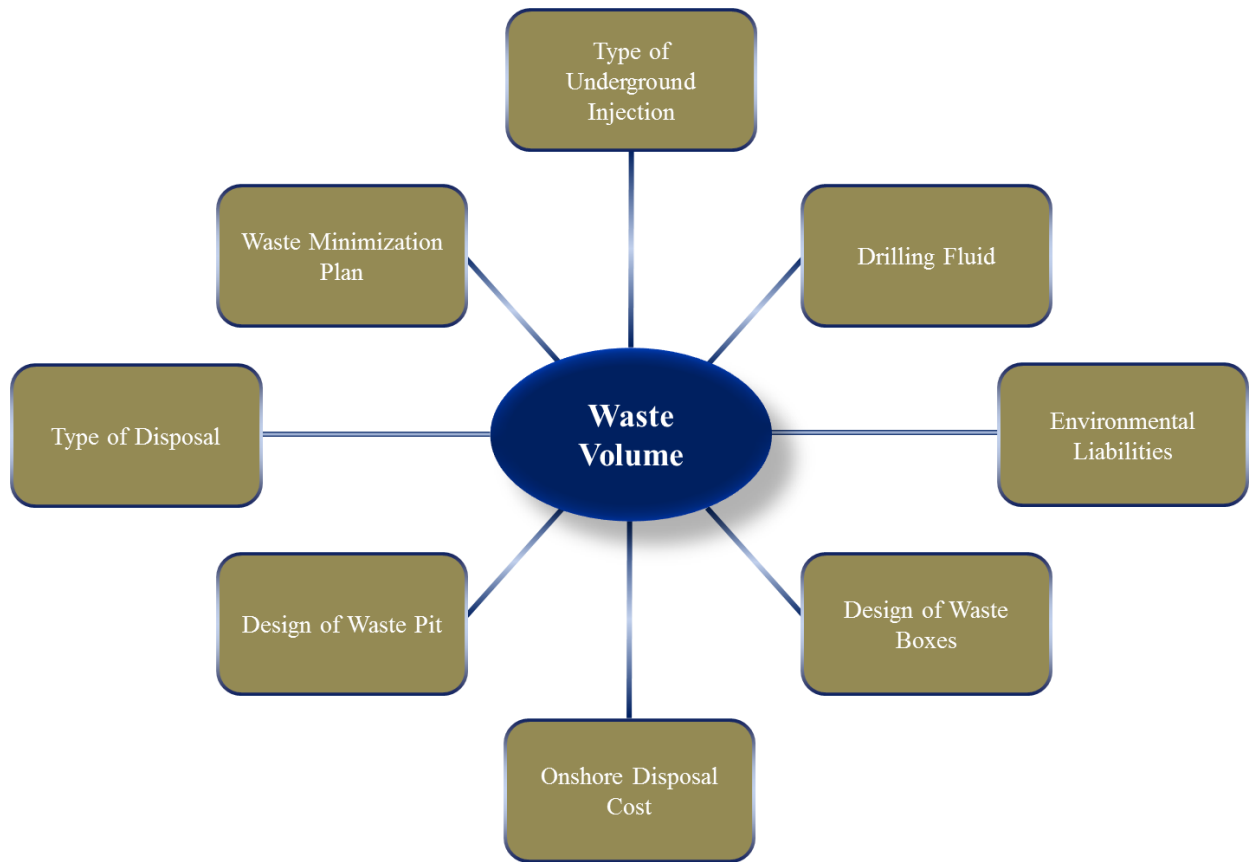 Type of
Underground
Injection
Waste Minimization
Plan
Drilling Fluid
Type of Disposal
Waste
Volume
Environmental
Liabilities
Design of Waste Pit
Design of Waste
Boxes
Onshore Disposal
Cost